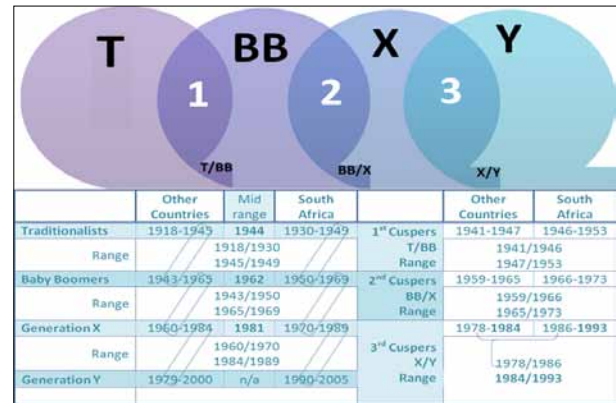 T BB X Y
1 2 3
T/BB BB/X X/Y
Other Mid South Other South
Countries range Africa Countries Africa
Traditionalists 1918-1945 1944 1930-1949 1st Cuspers 1941-1947 1946-1953
Range 1918/1930 T/BB 1941/1946
1945/1949 Range 1947/1953
Baby Boomers 1943-1965 1962 1950-1969 2nd Cuspers 1959-1965 1966-1973
Range 1943/1950 BB/X 1959/1966
1965/1969 Range 1965/1973
Generation X 1960-1984 1981 1970-1989 1978-1984 1986-1993
Range 1960/1970 3rd Cuspers
1984/1989 X/Y 1978/1986
Generation Y 1979-2000 n/a 1990-2005 Range 1984/1993